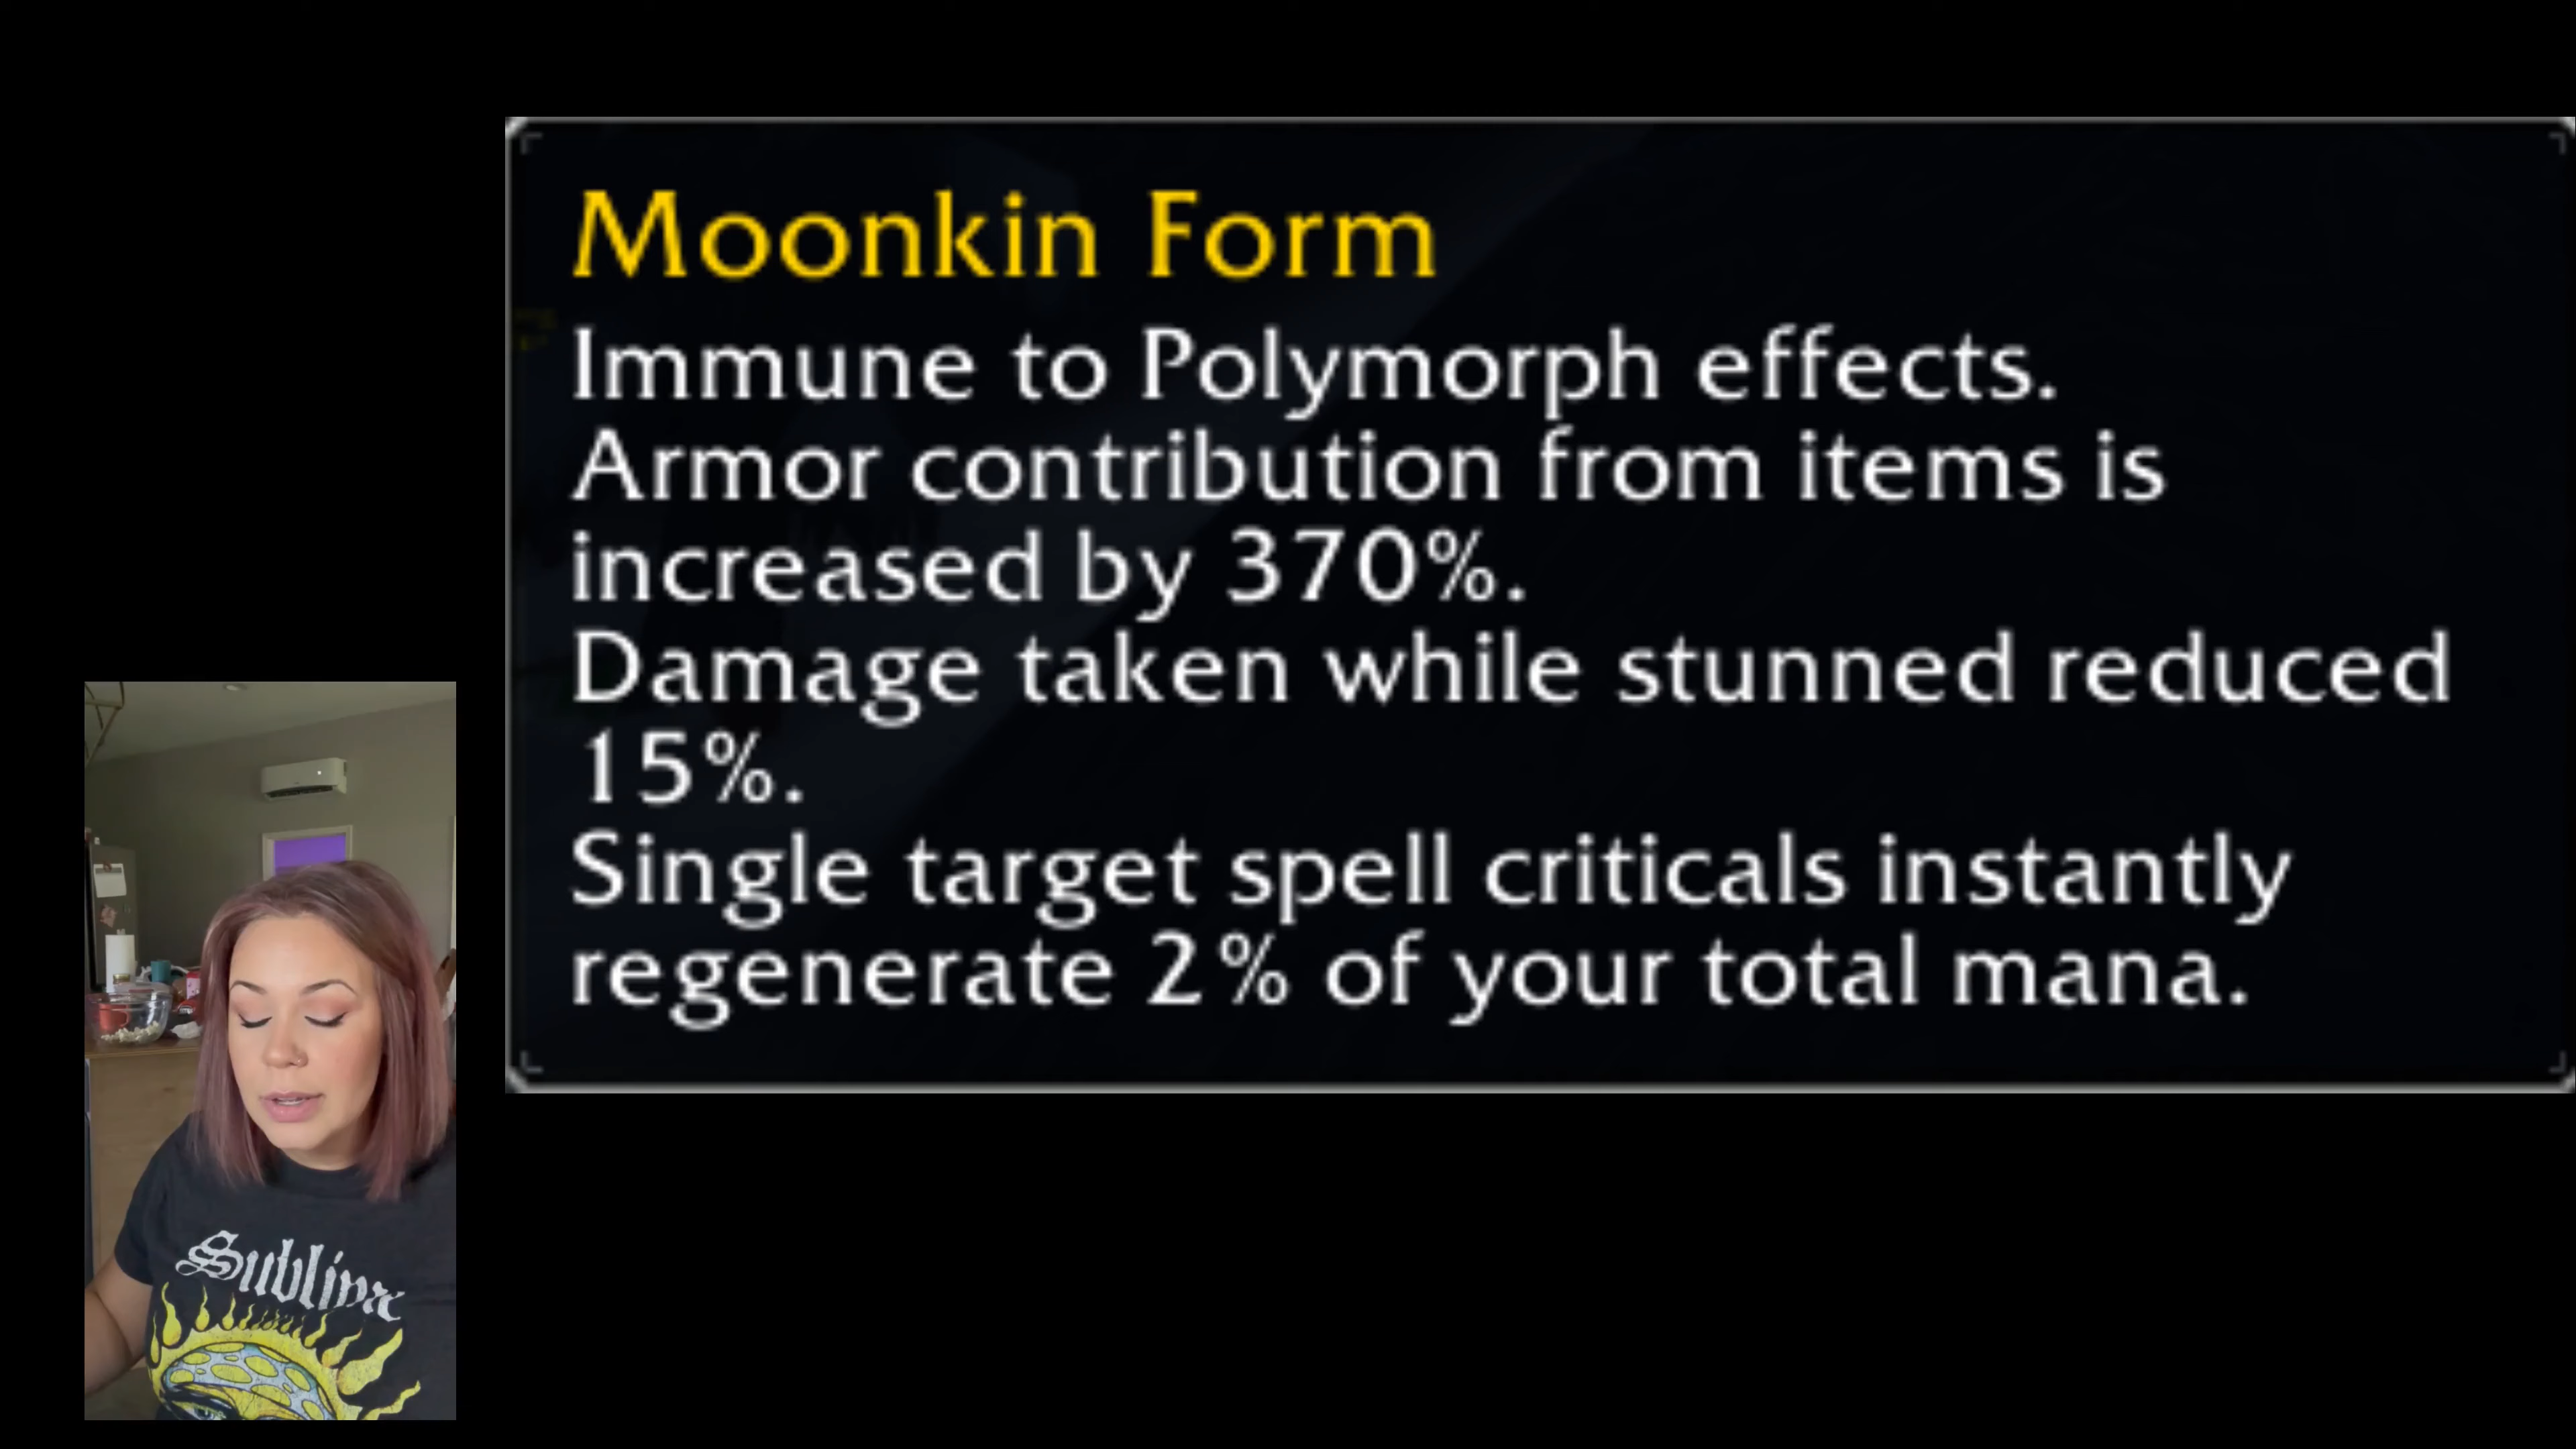 Moonkin Form
Immune to Polymorph effects.
Armor contribution from items is
increased by 370%.
Damage taken while stunned reduced
15%.
Single target spell criticals instantly
regenerate 2% of your total mana.
Sublime